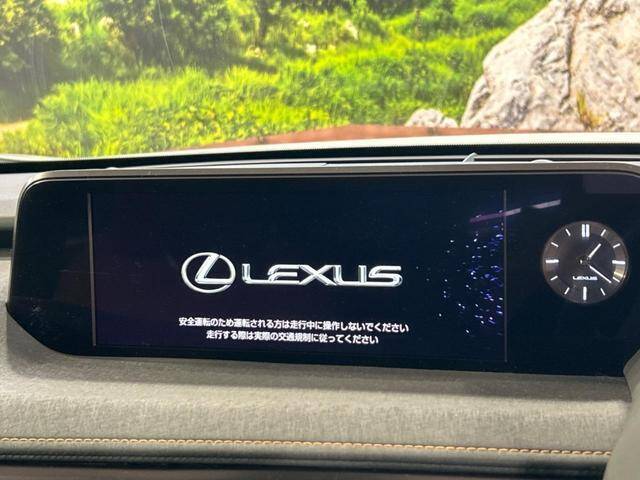 LEXUS
安全運転のため運転される方は走行中に操作しないでください
走行する際は実際の交通規制に従ってください
LEXUS